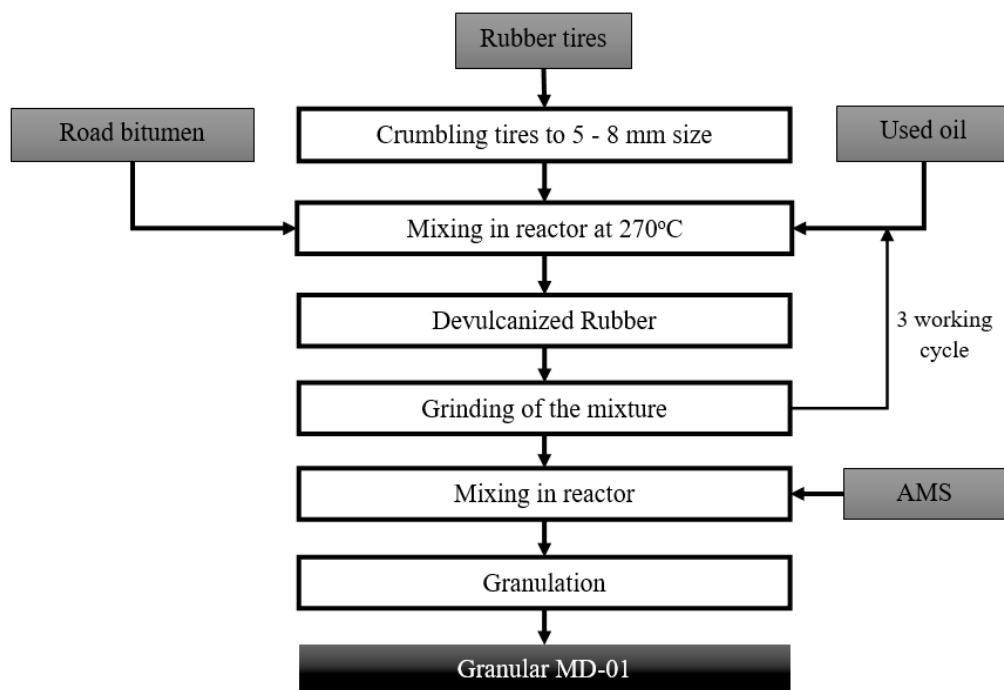 Rubber tires
Road bitumen
Crumbling tires to 5 - 8 mm size
Used oil
Mixing in reactor at 270°C
Devulcanized Rubber
3 working
cycle
Grinding of the mixture
Mixing in reactor
AMS
Granulation
Granular MD-01